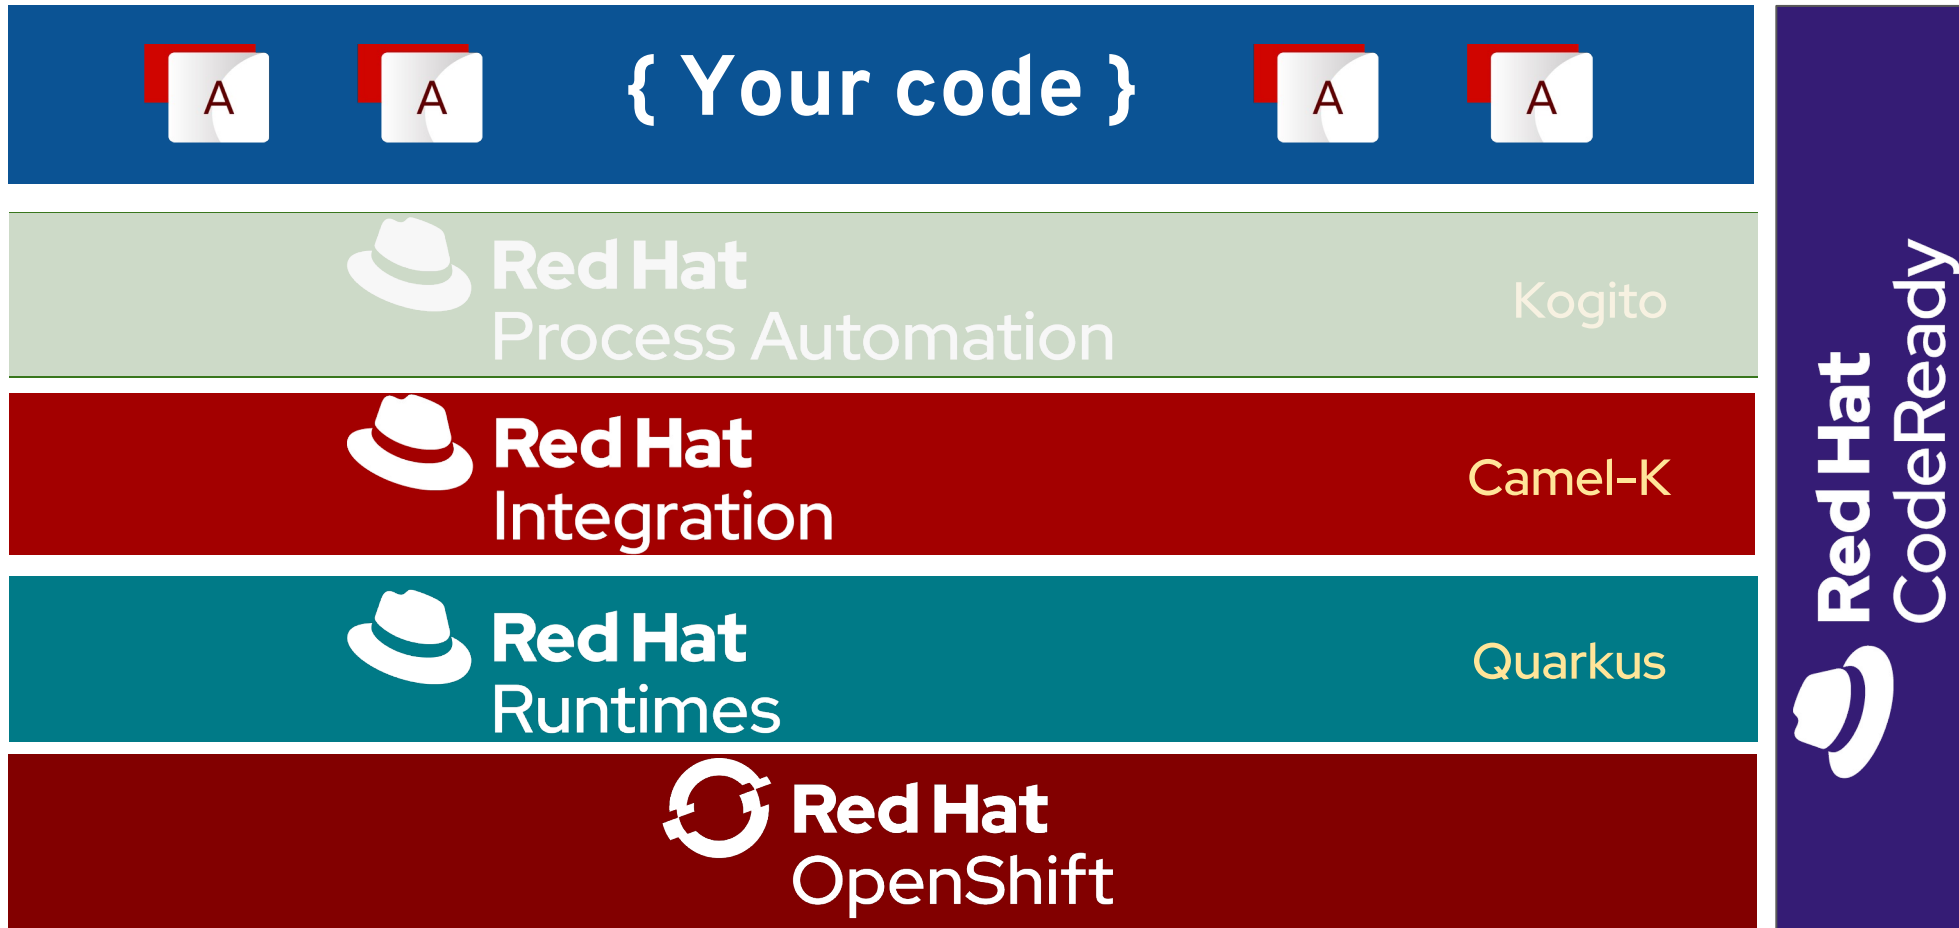 A
A
{ Your code }
A
A
Red Hat
Process Automation
Kogito
Red Hat
Integration
Camel-K
Red Hat
Runtimes
Quarkus
Red Hat
OpenShift
Red Hat
CodeReady